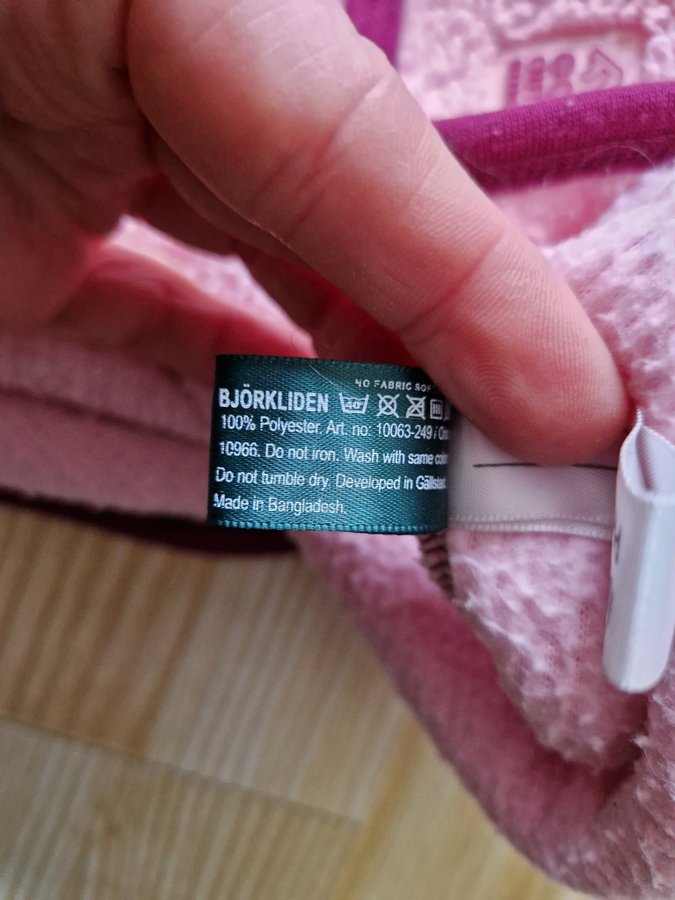 NO FABRIC
BJÖRKLIDEN 40°
100% Polyester. Art. no: 10063-249 /
10966. Do not iron. Wash with same
Do not tumble dry. Developed in
Made in Bangladesh.